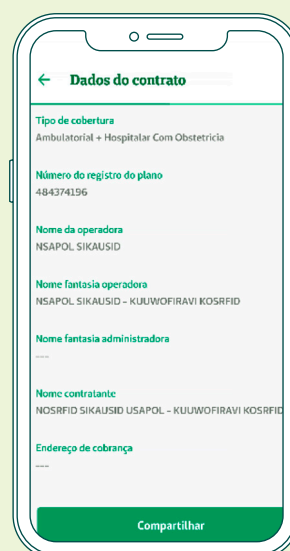 ← Dados do contrato
Tipo de cobertura
Ambulatorial + Hospitalar Com Obstetricia
Número do registro do plano
484374196
Nome da operadora
NSAPOL SIKAUSID
Nome fantasia operadora
NSAPOL SIKAUSID - KUUWOFIRAVI KOSRFID
Nome fantasia administradora
---
Nome contratante
NOSRFID SIKAUSID USAPOL - KUUWOFIRAVI KOSRFID
Endereço de cobrança
---
Compartilhar